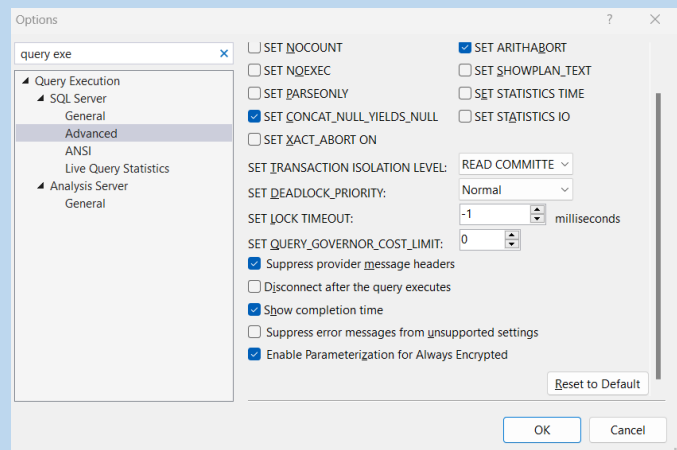 Options
query exe
Query Execution
SQL Server
General
Advanced
ANSI
Live Query Statistics
Analysis Server
General
SET NOCOUNT
SET ARITHABORT
SET NOEXEC
SET SHOWPLAN_TEXT
SET PARSEONLY
SET STATISTICS TIME
SET CONCAT_NULL_YIELDS_NULL
SET STATISTICS IO
SET XACT_ABORT ON
SET TRANSACTION ISOLATION LEVEL: READ COMMITTE
SET DEADLOCK_PRIORITY: Normal
SET LOCK TIMEOUT: -1 milliseconds
SET QUERY_GOVERNOR_COST_LIMIT: 0
Suppress provider message headers
Disconnect after the query executes
Show completion time
Suppress error messages from unsupported settings
Enable Parameterization for Always Encrypted
Reset to Default
OK Cancel